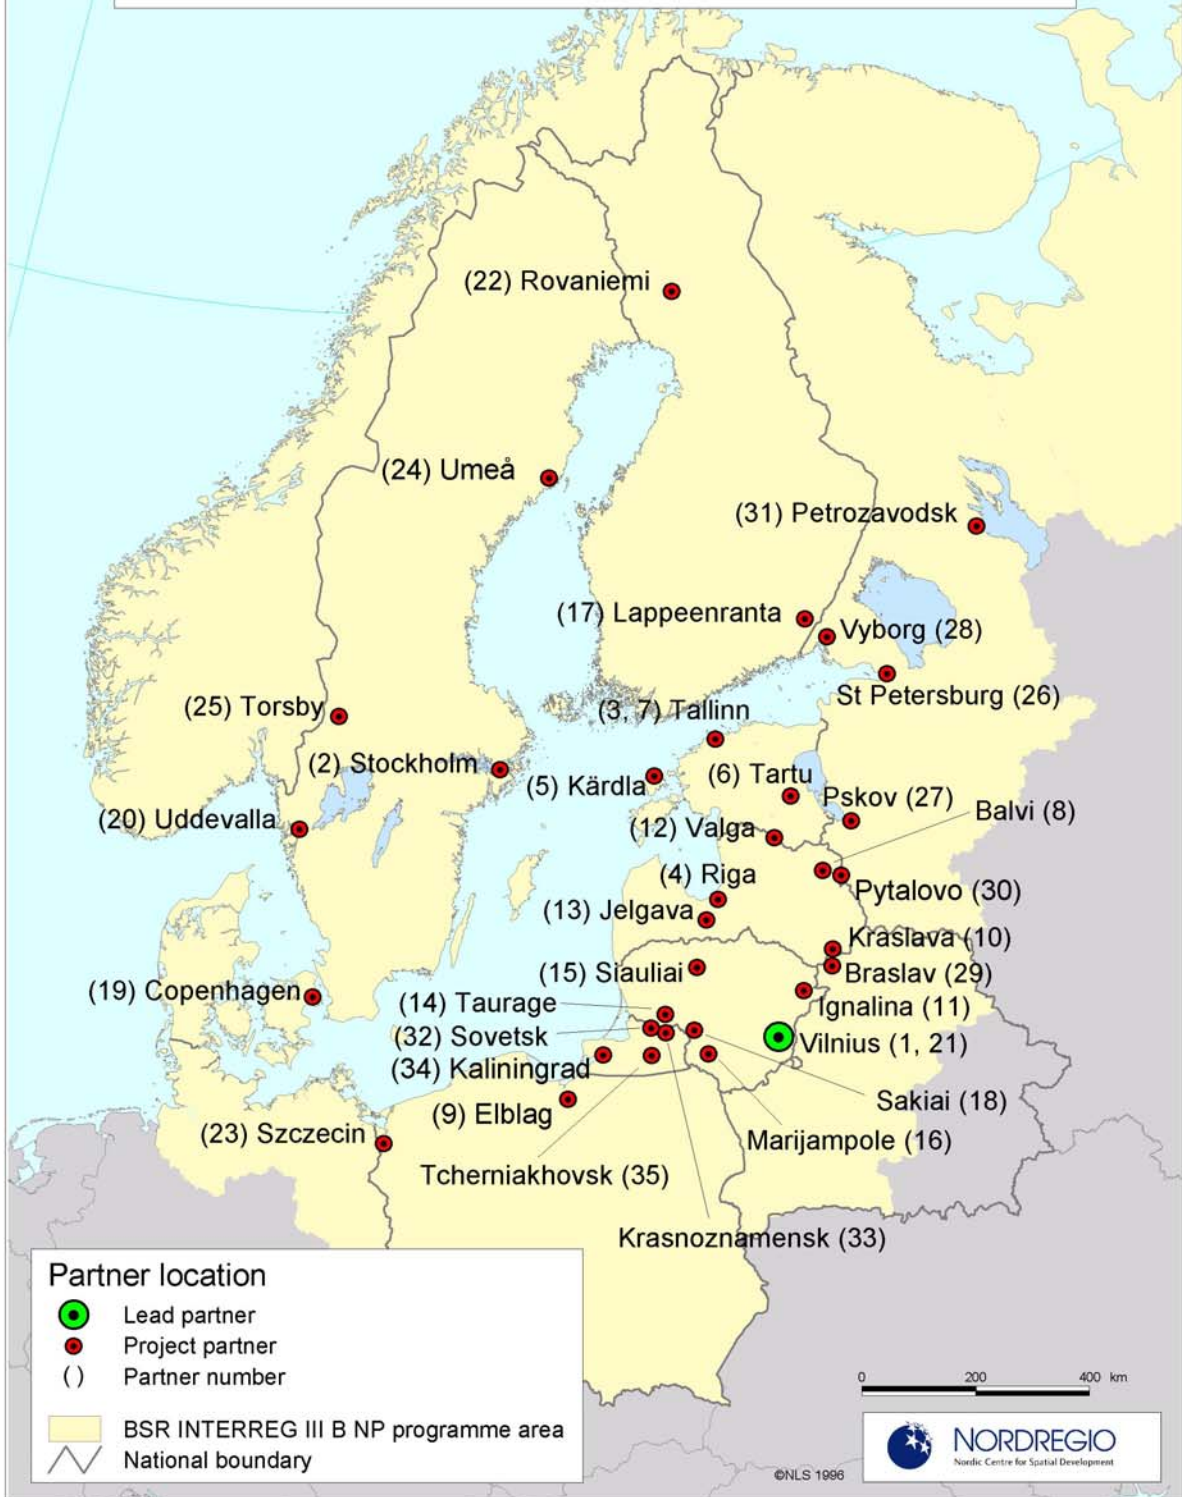 (22) Rovaniemi
(24) Umeå
(31) Petrozavodsk
(17) Lappeenranta
Vyborg (28)
St Petersburg (26)
(25) Torsby
(3, 7) Tallinn
(2) Stockholm
(5) Kärdla
(6) Tartu
Pskov (27)
Balvi (8)
(20) Uddevalla
(12) Valga
(4) Riga
Pytalovo (30)
(13) Jelgava
Kraslava (10)
(15) Siauliai
Braslav (29)
(19) Copenhagen
(14) Taurage
Ignalina (11)
(32) Sovetsk
Vilnius (1, 21)
(34) Kaliningrad
Sakiai (18)
(9) Elblag
(23) Szczecin
Marijampole (16)
Tcherniakhovsk (35)
Krasnoznamensk (33)
Partner location
Lead partner
Project partner
( ) Partner number
BSR INTERREG III B NP programme area
National boundary
0 200 400 km
NORDREGIO
Nordic Centre for Spatial Development
©NLS 1996